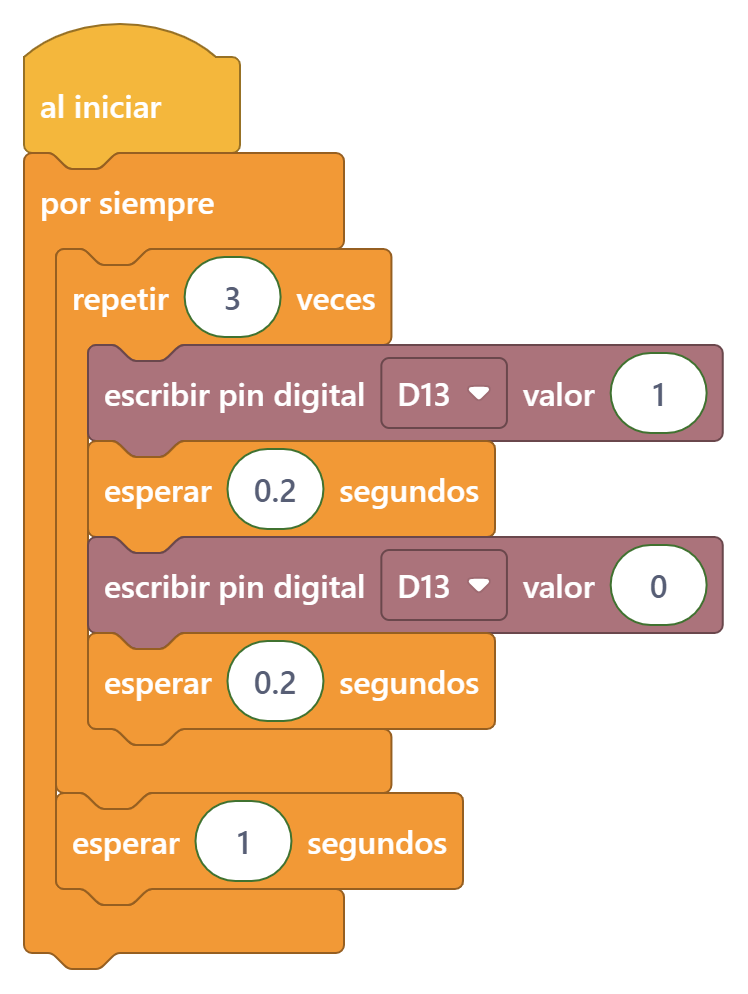 al iniciar
por siempre
repetir 3 veces
escribir pin digital D13 valor 1
esperar 0.2 segundos
escribir pin digital D13 valor 0
esperar 0.2 segundos
esperar 1 segundos